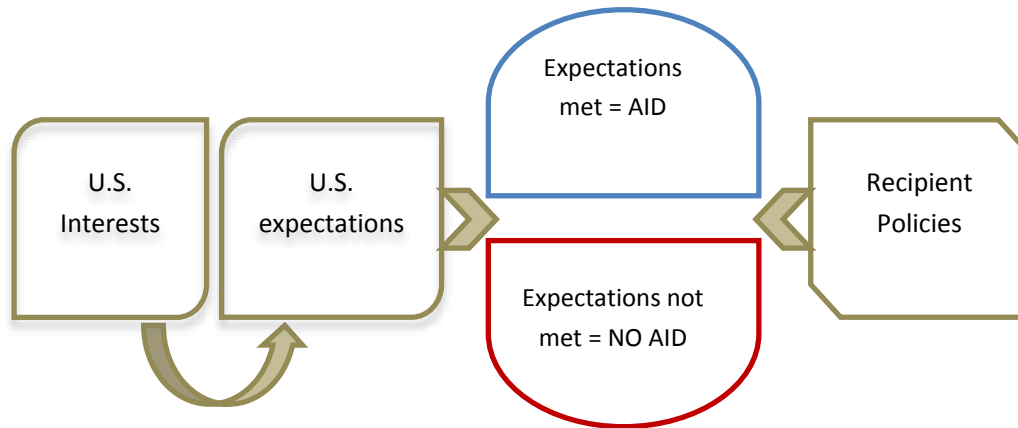 U.S.
Interests
U.S.
expectations
Expectations
met = AID
Expectations not
met = NO AID
Recipient
Policies